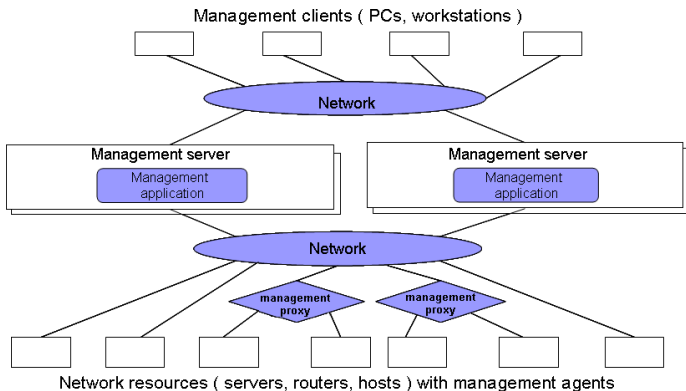 Management clients ( PCs, workstations )
Network
Management server
Management server
Management
application
Management
application
Network
management
proxy
management
proxy
Network resources ( servers, routers, hosts ) with management agents